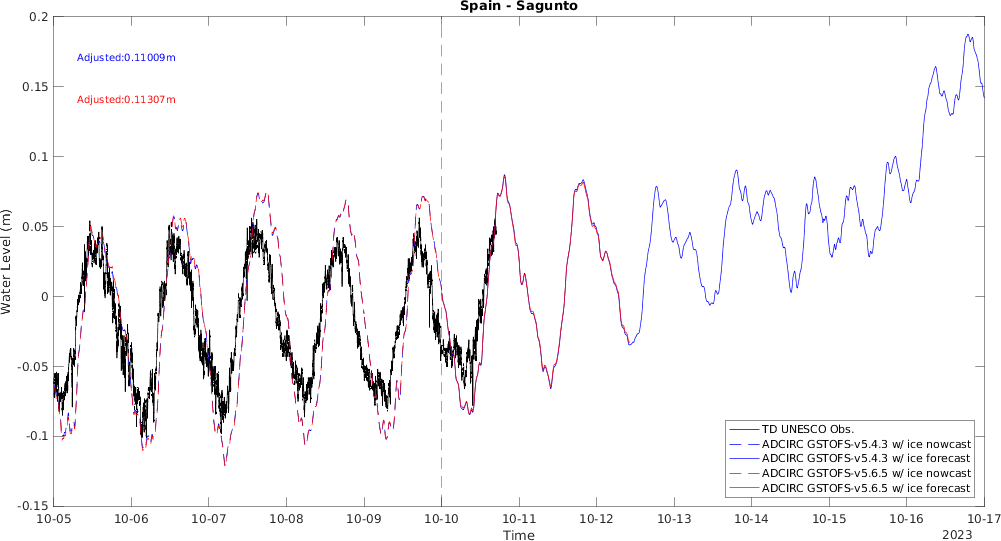 Spain - Sagunto
Adjusted:0.11009m
Adjusted:0.11307m
Water Level (m)
0.2
0.15
0.1
0.05
0
-0.05
-0.1
-0.15
10-05
10-06
10-07
10-08
10-09
10-10
10-11
10-12
10-13
10-14
10-15
10-16
10-17
Time
2023
TD UNESCO Obs.
ADCIRC GSTOFS-v5.4.3 w/ ice nowcast
ADCIRC GSTOFS-v5.4.3 w/ ice forecast
ADCIRC GSTOFS-v5.6.5 w/ ice nowcast
ADCIRC GSTOFS-v5.6.5 w/ ice forecast